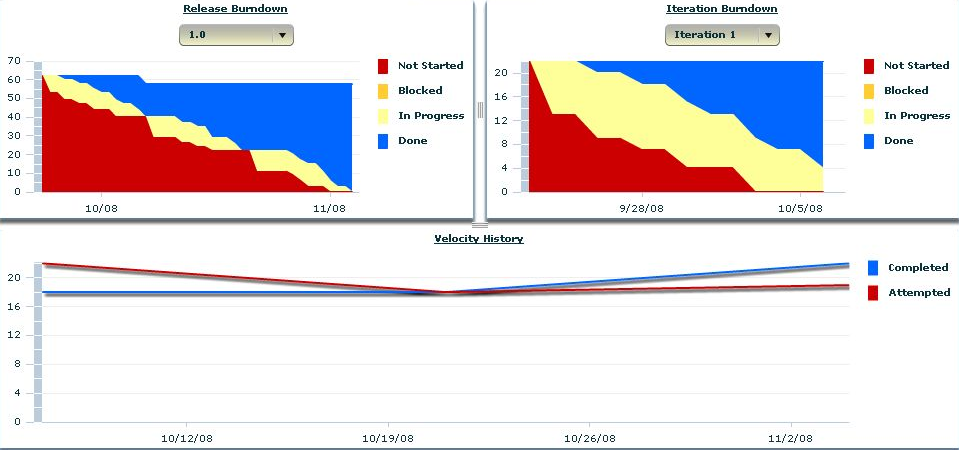 Release Burndown
1.0
70
60
50
40
30
20
10
0
10/08
11/08
Not Started
Blocked
In Progress
Done
Iteration Burndown
Iteration 1
20
16
12
8
4
0
9/28/08
10/5/08
Not Started
Blocked
In Progress
Done
Velocity History
20
16
12
8
4
0
10/12/08
10/19/08
10/26/08
11/2/08
Completed
Attempted